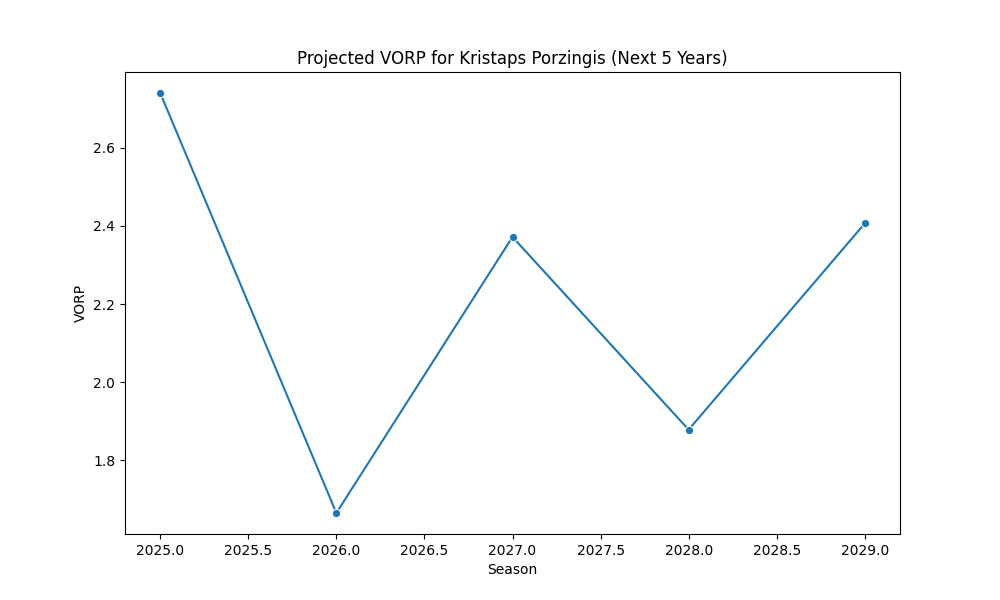 Projected VORP for Kristaps Porzingis (Next 5 Years)
VORP
2.6
2.4
2.2
2.0
1.8
2025.0 2025.5 2026.0 2026.5 2027.0 2027.5 2028.0 2028.5 2029.0
Season